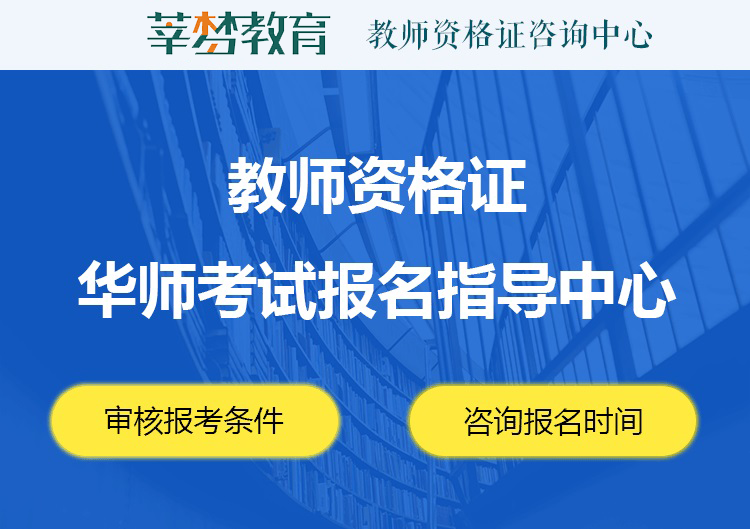 莘梦教育 教师资格证咨询中心
教师资格证
华师考试报名指导中心
审核报考条件 咨询报名时间